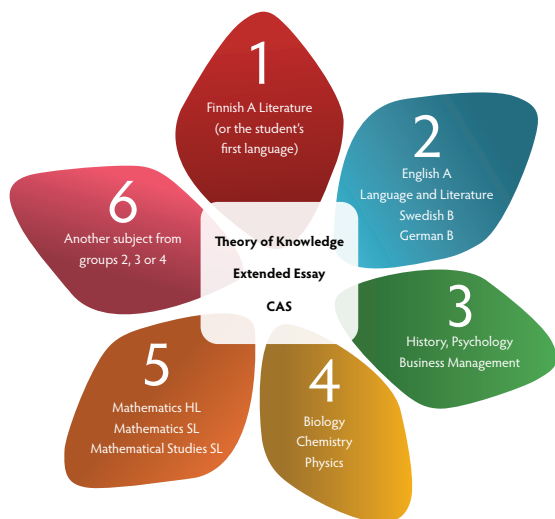 1
Finnish A Literature
(or the student's
first language)
2
English A
Language and Literature
Swedish B
German B
3
History, Psychology
Business Management
4
Biology
Chemistry
Physics
5
Mathematics HL
Mathematics SL
Mathematical Studies SL
6
Another subject from
groups 2, 3 or 4
Theory of Knowledge
Extended Essay
CAS